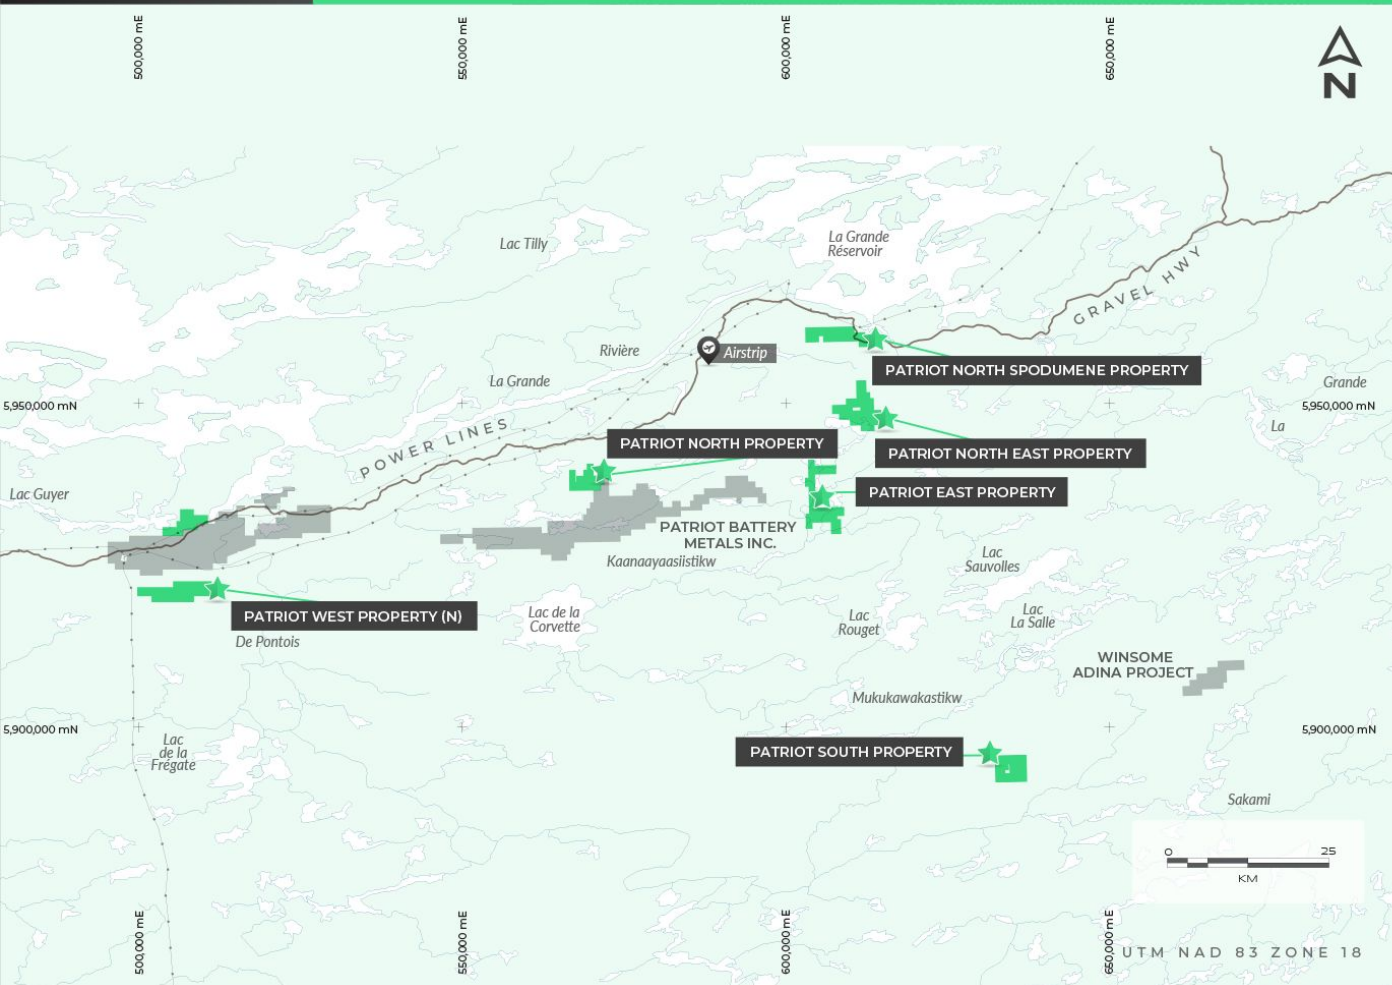 500,000 mE
550,000 mE
600,000 mE
650,000 mE
N
Lac Tilly
La Grande
Réservoir
GRAVEL HWY
Rivière
Airstrip
PATRIOT NORTH SPODUMENE PROPERTY
La Grande
Grande
5,950,000 mN
5,950,000 mN
La
POWER LINES
PATRIOT NORTH PROPERTY
PATRIOT NORTH EAST PROPERTY
Lac Guyer
PATRIOT EAST PROPERTY
PATRIOT BATTERY
METALS INC.
Kaanaayaasiistikw
Lac
Sauvolles
PATRIOT WEST PROPERTY (N)
De Pontois
Lac de la
Corvette
Lac
Rouget
Lac
La Salle
WINSOME
ADINA PROJECT
Mukukawakastikw
5,900,000 mN
5,900,000 mN
Lac
de la
Frégate
PATRIOT SOUTH PROPERTY
Sakami
0 25
KM
500,000 mE
550,000 mE
600,000 mE
650,000 mE
UTM NAD 83 ZONE 18